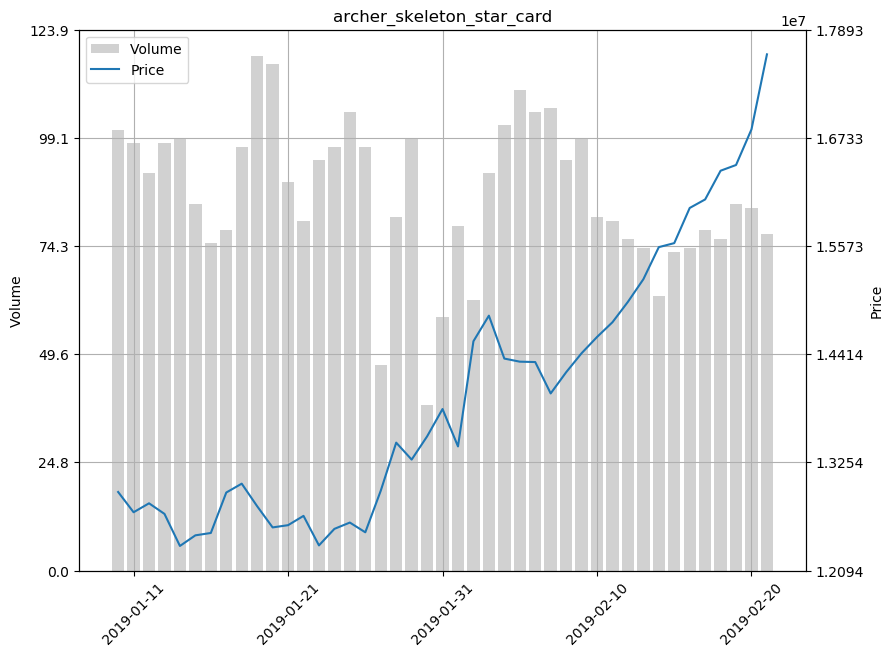 archer_skeleton_star_card
1e7
Volume
Price
123.9
99.1
74.3
49.6
24.8
0.0
Volume
1.7893
1.6733
1.5573
1.4414
1.3254
1.2094
Price
2019-01-11
2019-01-21
2019-01-31
2019-02-10
2019-02-20